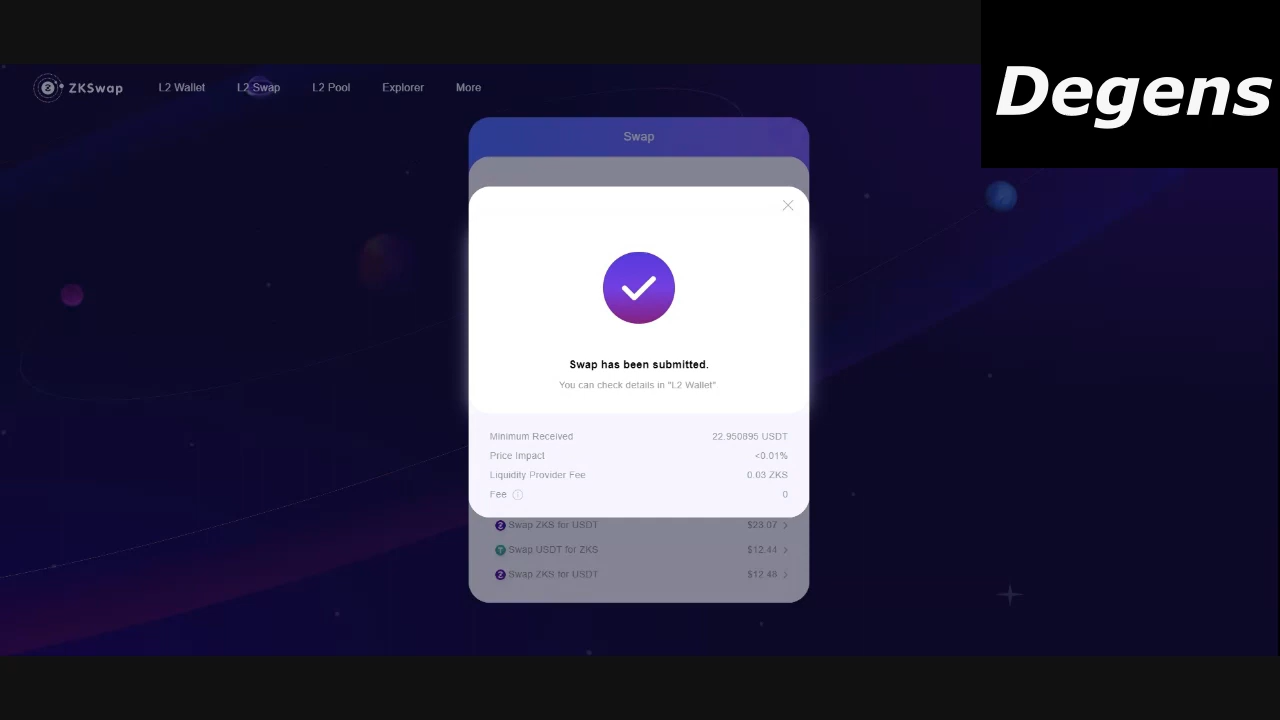 ZKSwap L2 Wallet L2 Swap L2 Pool Explorer More
Degens
Swap
Swap has been submitted.
You can check details in "L2 Wallet"
Minimum Received 22.950895 USDT
Price Impact <0.01%
Liquidity Provider Fee 0.03 ZKS
Fee 0
Swap ZKS for USDT $23.07
Swap USDT for ZKS $12.44
Swap ZKS for USDT $12.48